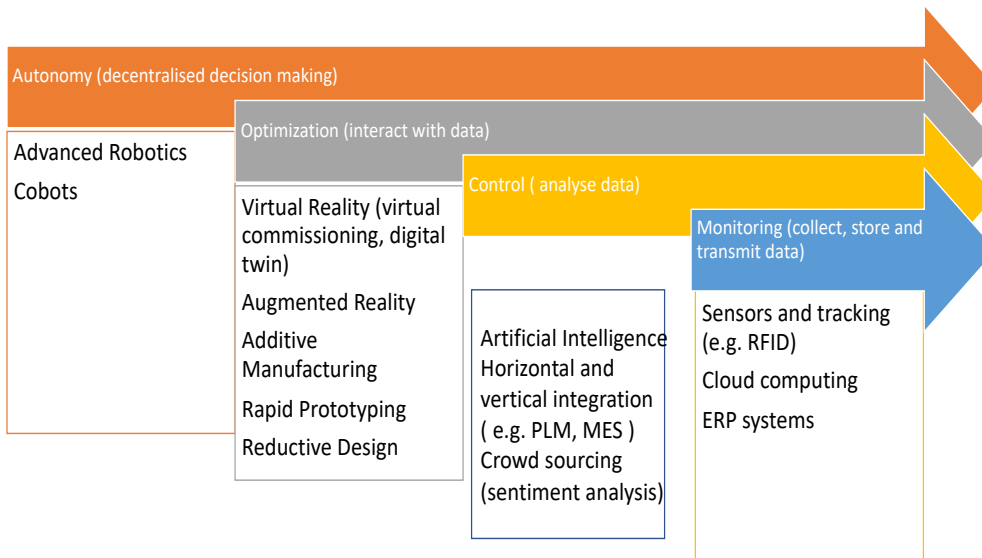 Autonomy (decentralised decision making)
Advanced Robotics
Cobots
Optimization (interact with data)
Virtual Reality (virtual
commissioning, digital
twin)
Augmented Reality
Additive
Manufacturing
Rapid Prototyping
Reductive Design
Control ( analyse data)
Artificial Intelligence
Horizontal and
vertical integration
( e.g. PLM, MES )
Crowd sourcing
(sentiment analysis)
Monitoring (collect, store and
transmit data)
Sensors and tracking
(e.g. RFID)
Cloud computing
ERP systems